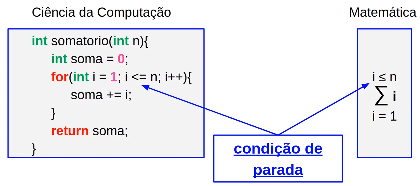 Ciência da Computação
int somatorio(int n){
int soma = 0;
for(int i = 1; i <= n; i++){
soma += i;
}
return soma;
}
Matemática
i ≤ n
∑ i
i = 1
condição de
parada